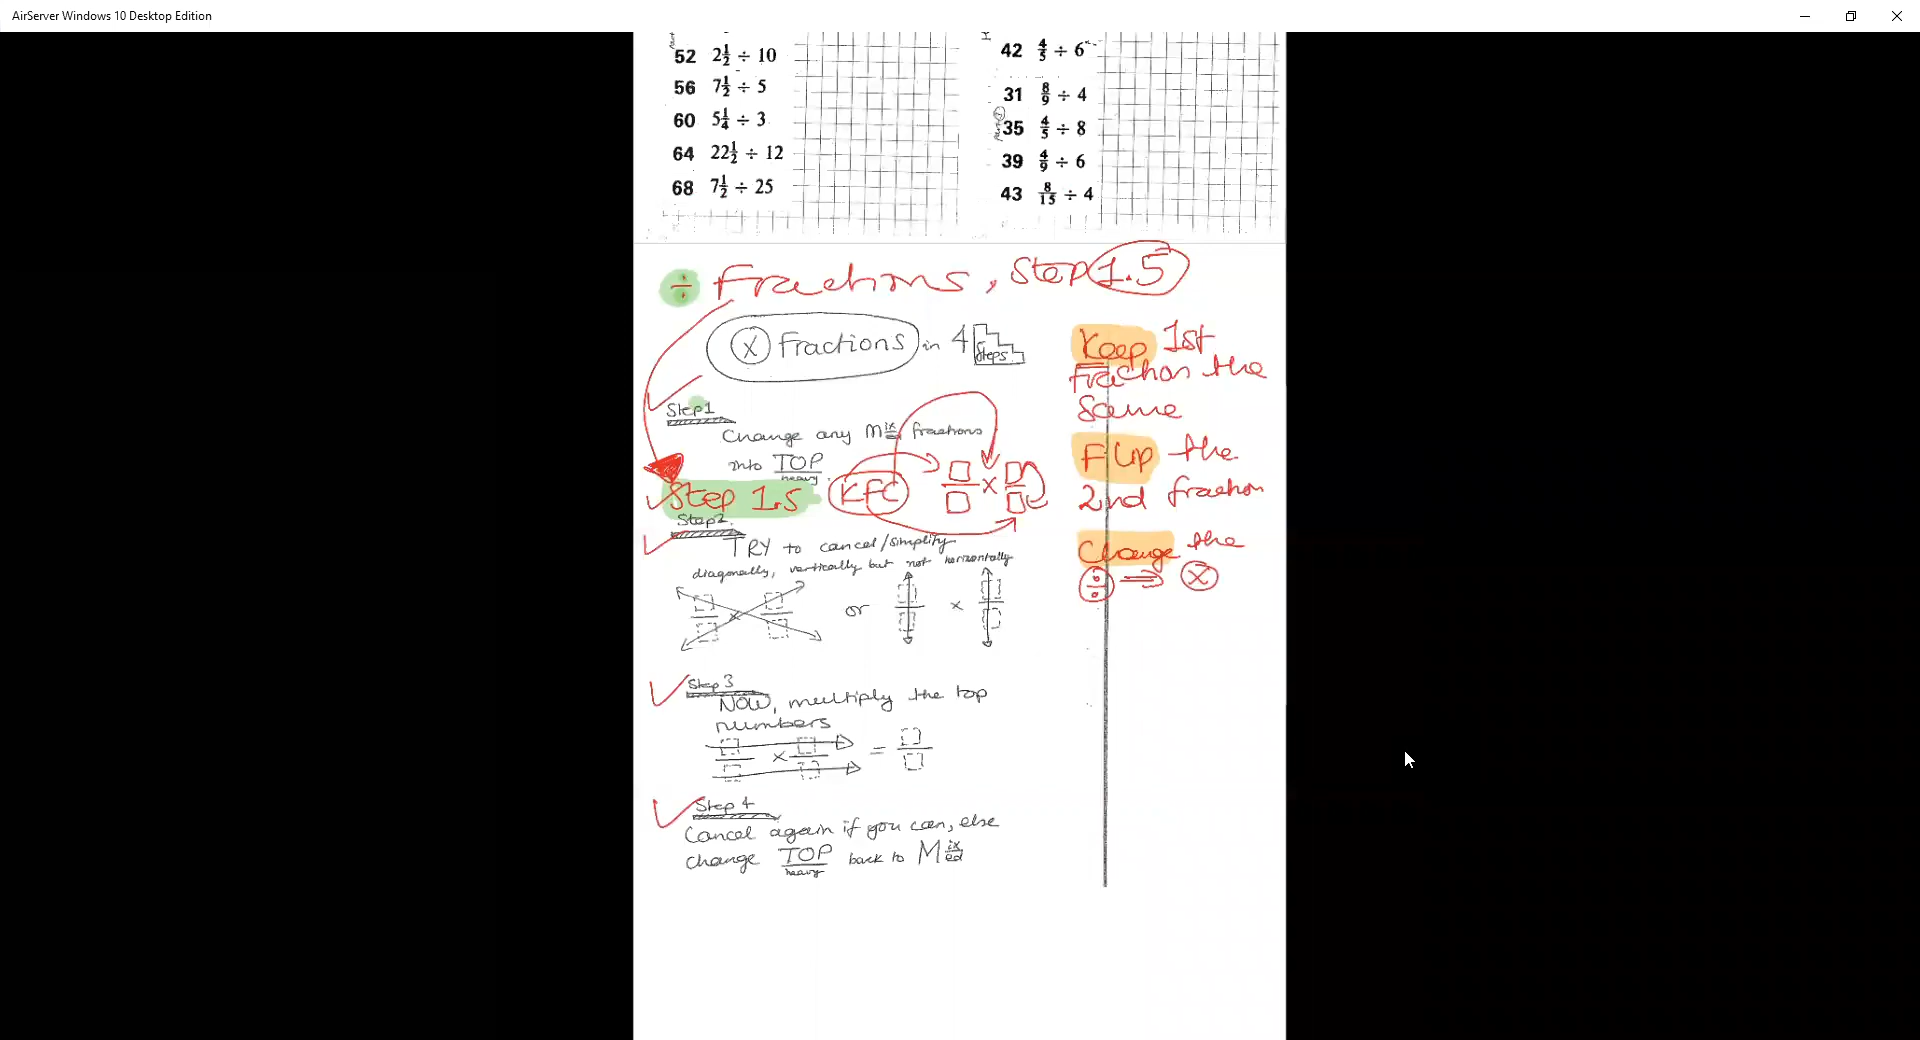 AirServer Windows 10 Desktop Edition
52 2½ ÷ 10
56 7½ ÷ 5
60 5¼ ÷ 3
64 22½ ÷ 12
68 7½ ÷ 25
42 4/5 ÷ 6
31 8/9 ÷ 4
35 4/5 ÷ 8
39 4/9 ÷ 6
43 8/15 ÷ 4
÷ Fractions, Step 1.5
x fractions in 4 Steps
Step 1
Change any Mix fractions
into TOP
heavy
Step 1.5 KFC □/□ x □/□
Step 2
TRY to cancel/simplify
diagonally, vertically but not horizontally
□/□ x □/□ or □/□ x □/□
Step 3
NOW, multiply the top
numbers
□/□ x □/□ = □/□
Step 4
Cancel again if you can, else
change TOP heavy back to Mixed
Keep 1st
fraction the
same
Flip the
2nd fraction
Change the
÷ ⇒ x